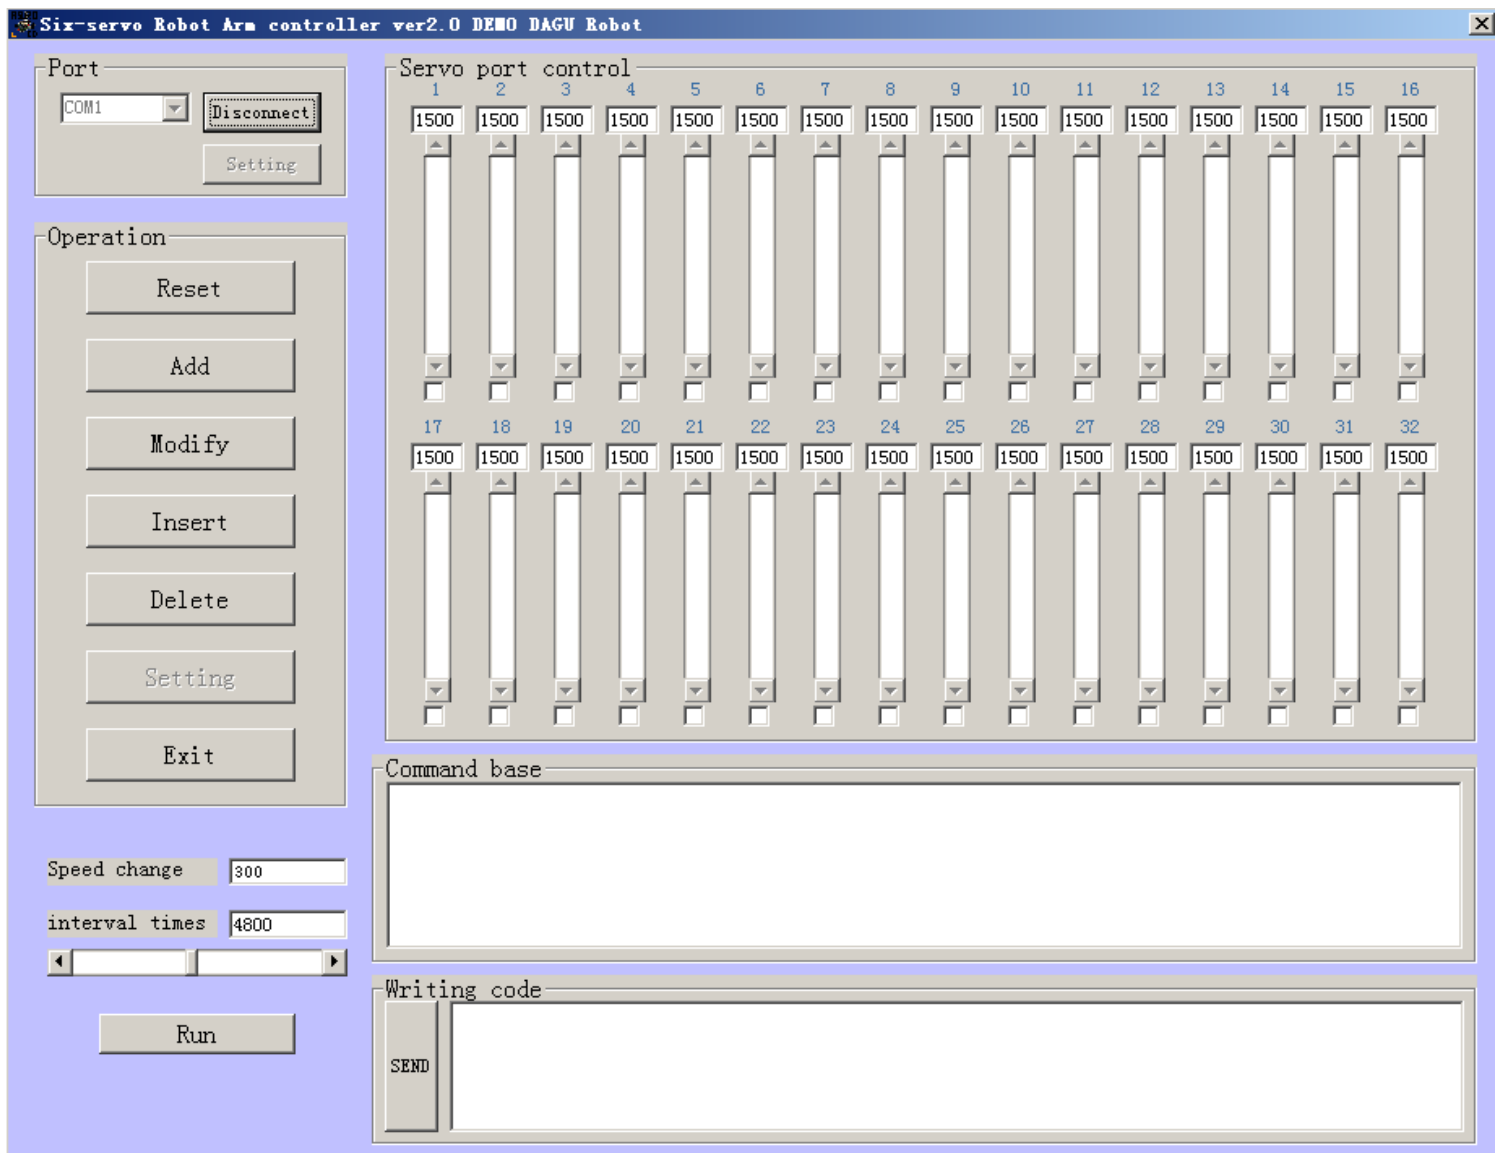 Six-servo Robot Arm controller ver2.0 DEMO DAGU Robot
Port
COM1
Disconnect
Setting
Operation
Reset
Add
Modify
Insert
Delete
Setting
Exit
Speed change 300
interval times 4800
Run
Servo port control
1 2 3 4 5 6 7 8 9 10 11 12 13 14 15 16
1500 1500 1500 1500 1500 1500 1500 1500 1500 1500 1500 1500 1500 1500 1500 1500
17 18 19 20 21 22 23 24 25 26 27 28 29 30 31 32
1500 1500 1500 1500 1500 1500 1500 1500 1500 1500 1500 1500 1500 1500 1500 1500
Command base
Writing code
SEND